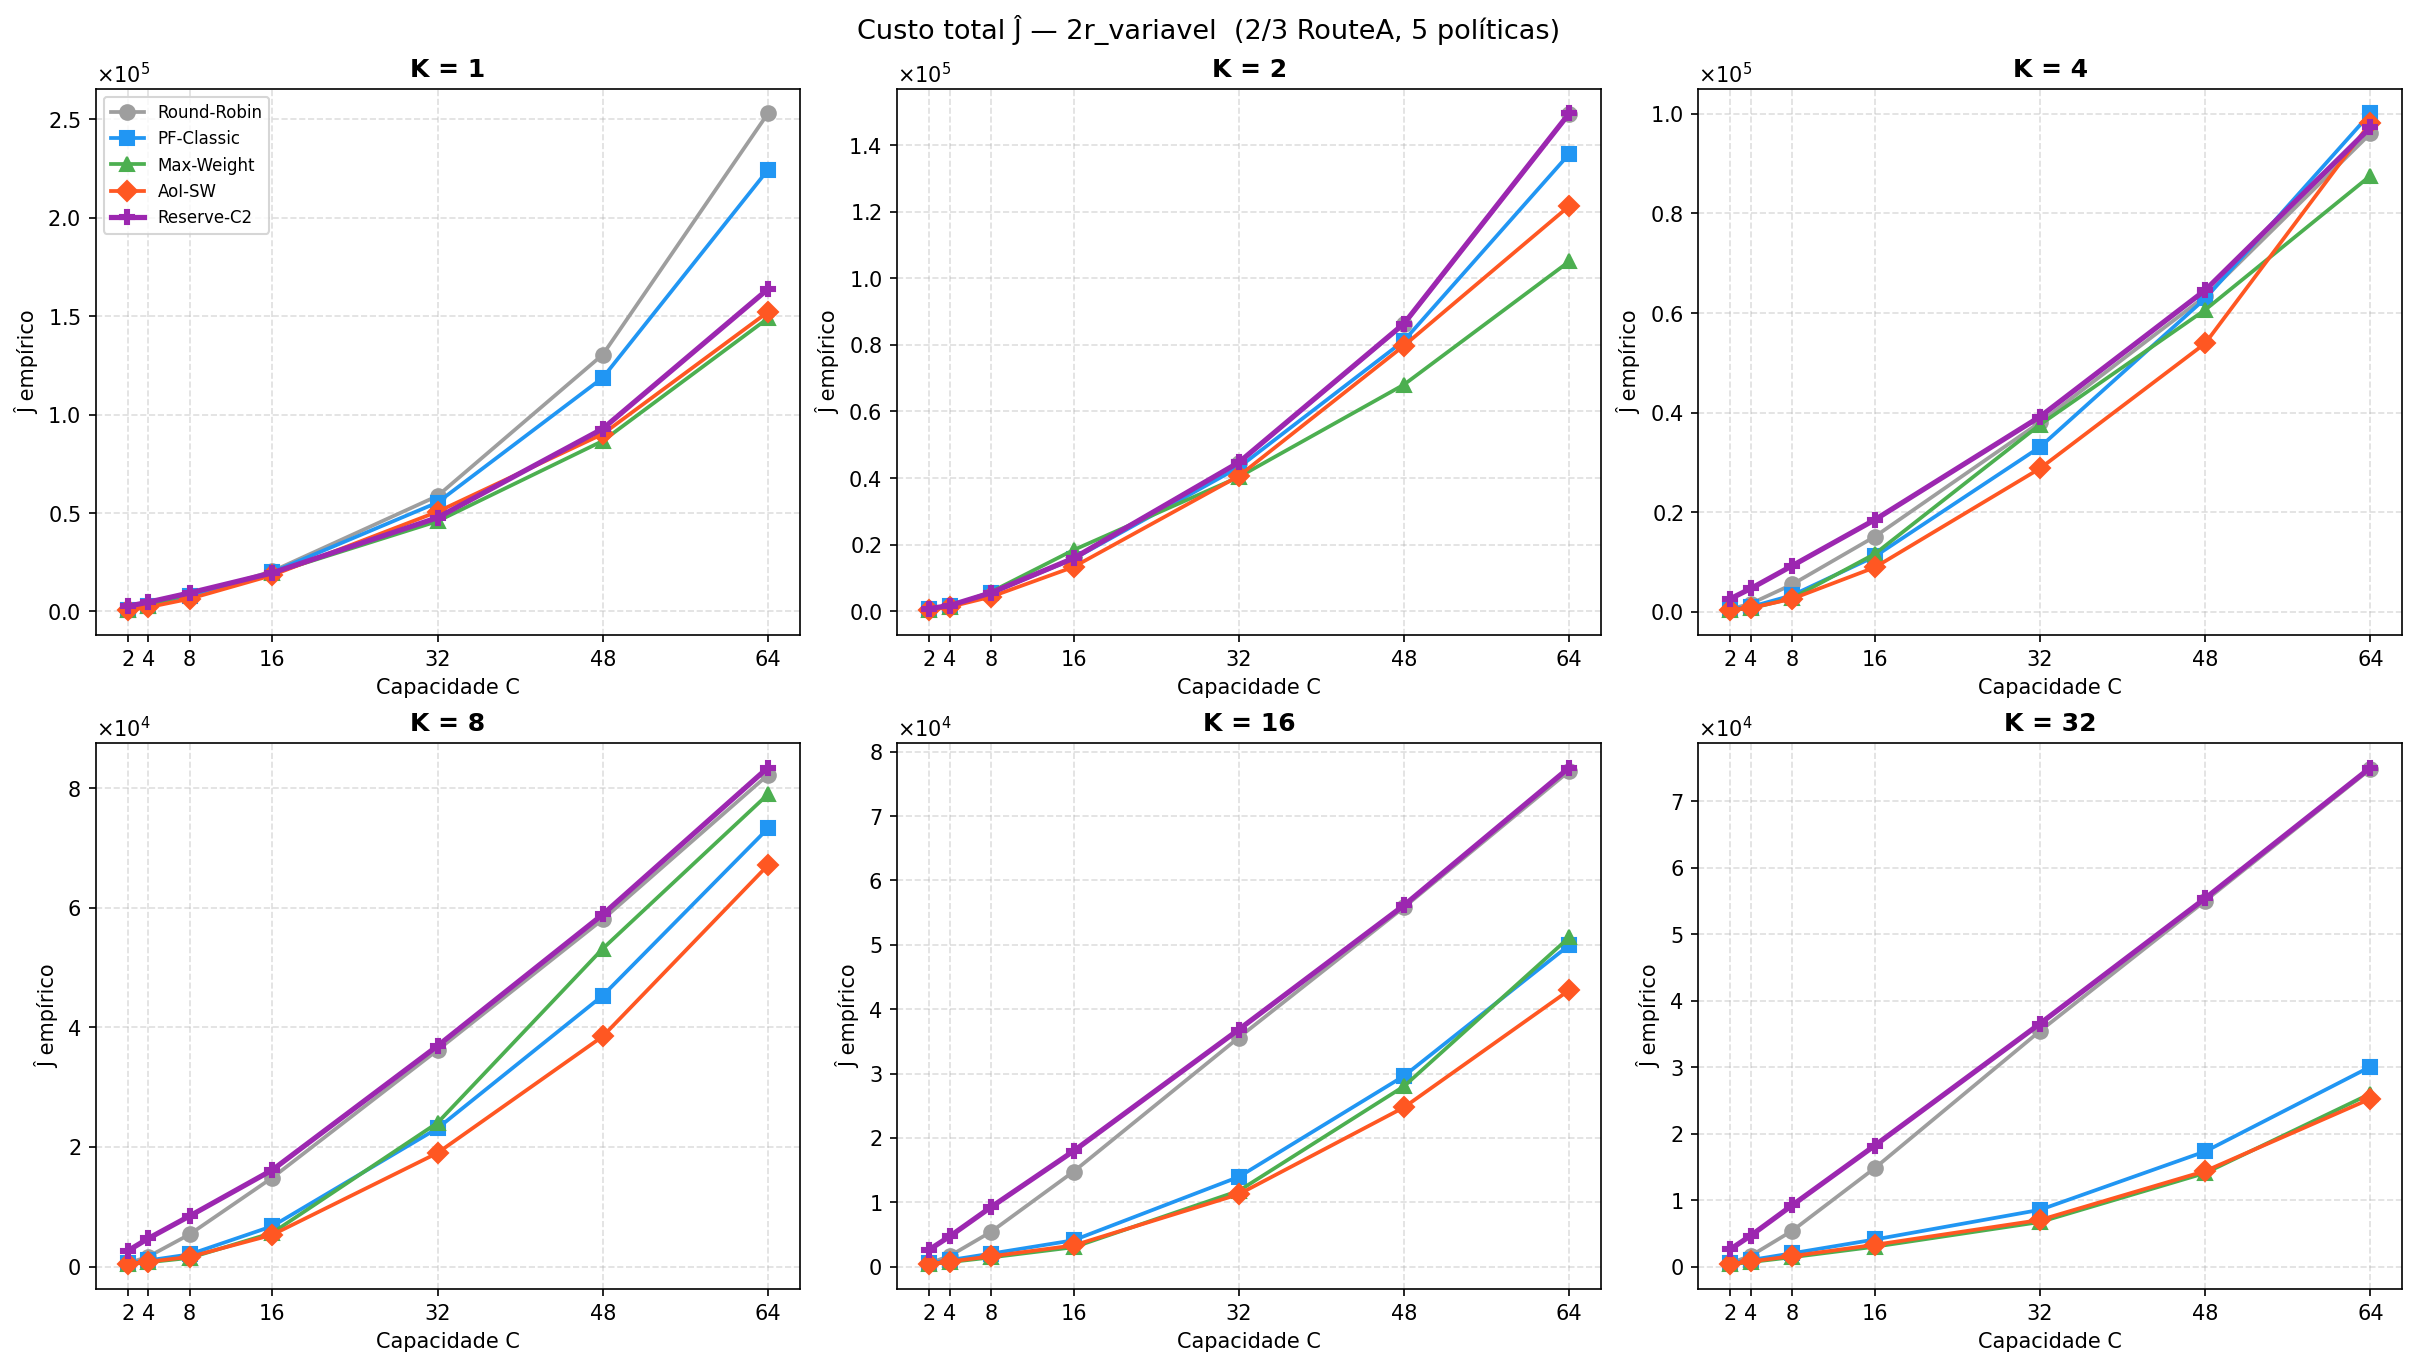 Custo total Ĵ — 2r_variavel  (2/3 RouteA, 5 políticas)
K = 1
×10⁵
2.5
2.0
1.5
1.0
0.5
0.0
Ĵ empírico
Round-Robin
PF-Classic
Max-Weight
AoI-SW
Reserve-C2
2 4 8 16 32 48 64
Capacidade C
K = 2
×10⁵
1.4
1.2
1.0
0.8
0.6
0.4
0.2
0.0
Ĵ empírico
2 4 8 16 32 48 64
Capacidade C
K = 4
×10⁵
1.0
0.8
0.6
0.4
0.2
0.0
Ĵ empírico
2 4 8 16 32 48 64
Capacidade C
K = 8
×10⁴
8
6
4
2
0
Ĵ empírico
2 4 8 16 32 48 64
Capacidade C
K = 16
×10⁴
8
7
6
5
4
3
2
1
0
Ĵ empírico
2 4 8 16 32 48 64
Capacidade C
K = 32
×10⁴
7
6
5
4
3
2
1
0
Ĵ empírico
2 4 8 16 32 48 64
Capacidade C